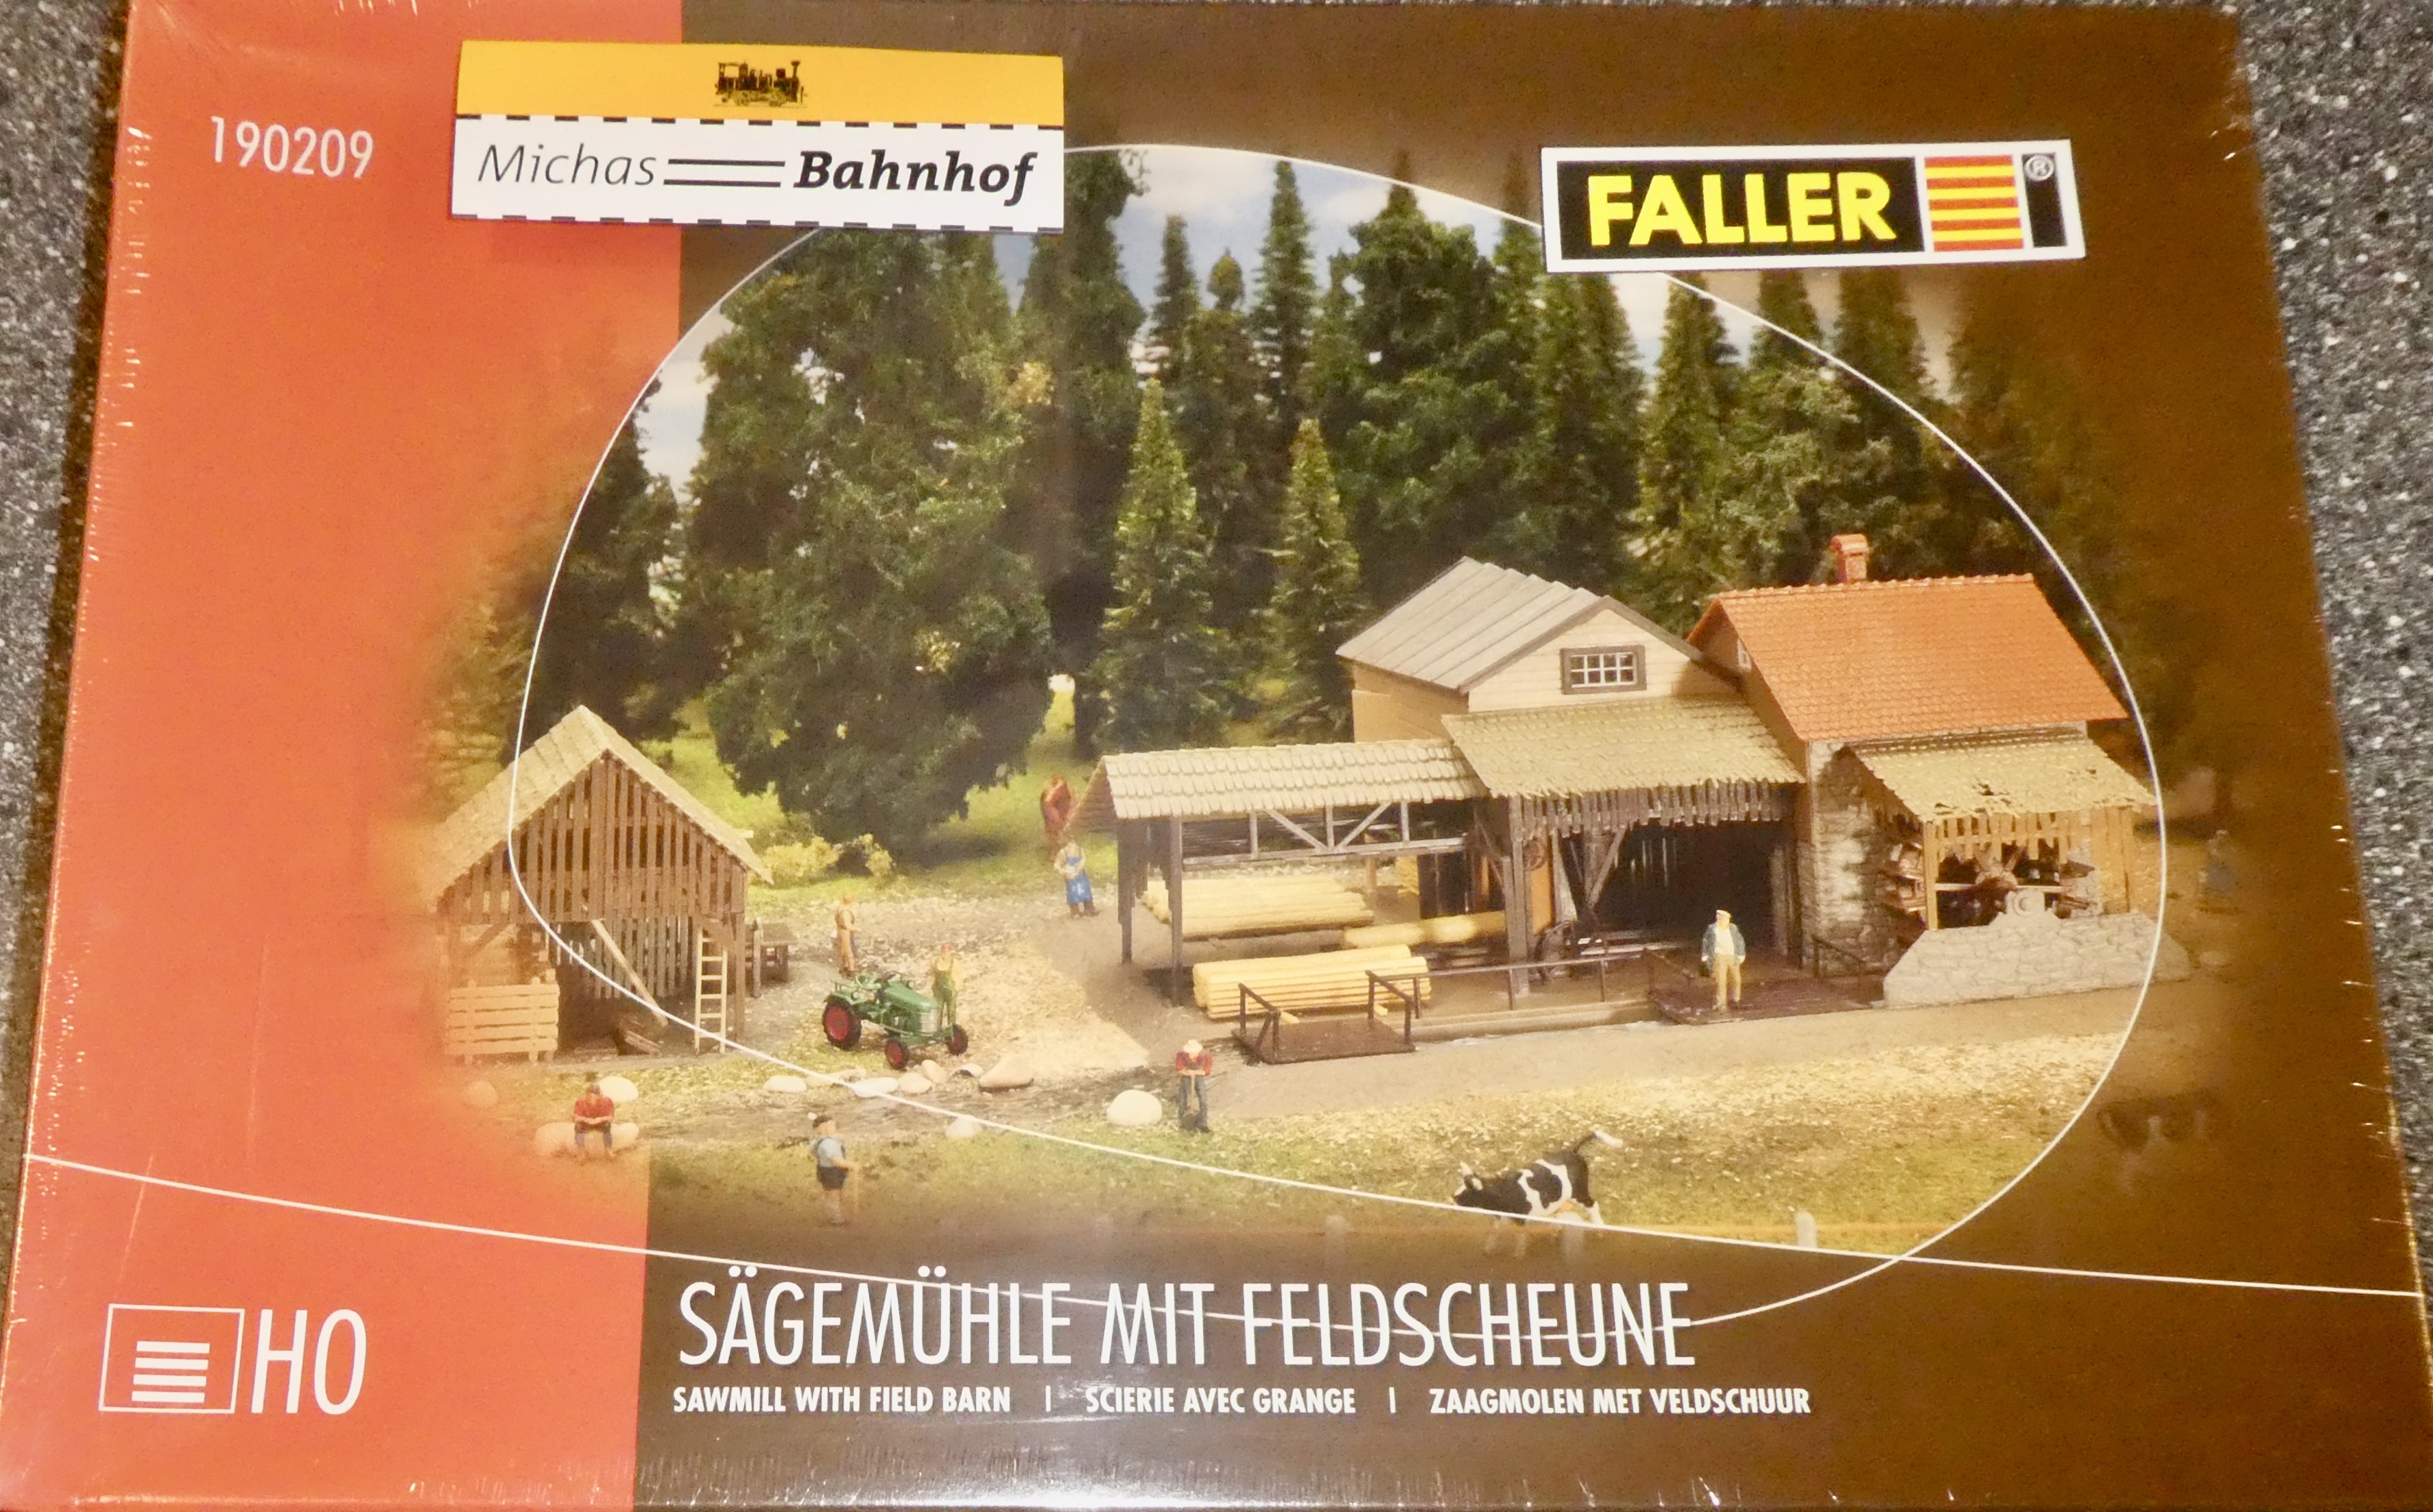 190209
Michas Bahnhof
FALLER ®
SÄGEMÜHLE MIT FELDSCHEUNE
SAWMILL WITH FIELD BARN | SCIERIE AVEC GRANGE | ZAAGMOLEN MET VELDSCHUUR
HO